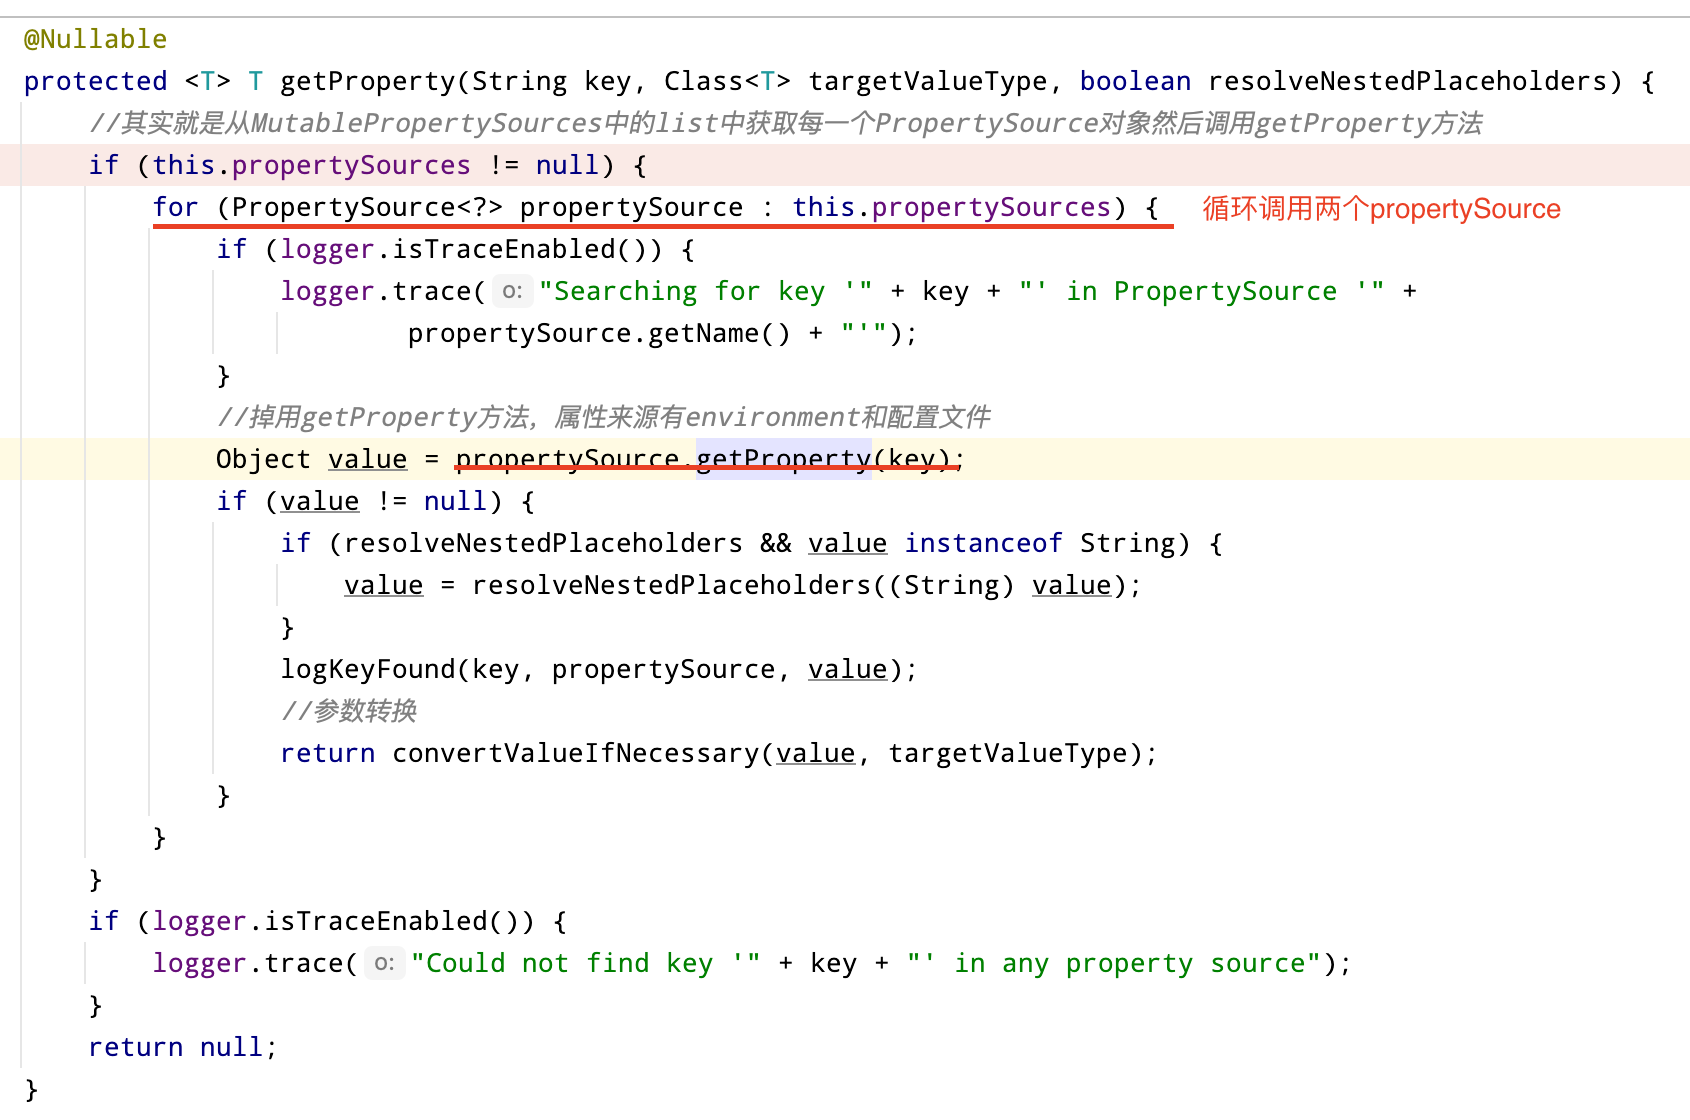 @Nullable
protected <T> T getProperty(String key, Class<T> targetValueType, boolean resolveNestedPlaceholders) {
//其实就是从MutablePropertySources中的list中获取每一个PropertySource对象然后调用getProperty方法
if (this.propertySources != null) {
for (PropertySource<?> propertySource : this.propertySources) { 循环调用两个propertySource
if (logger.isTraceEnabled()) {
logger.trace( o: "Searching for key '" + key + "' in PropertySource '" +
propertySource.getName() + "'");
}
//掉用getProperty方法，属性来源有environment和配置文件
Object value = propertySource.getProperty(key);
if (value != null) {
if (resolveNestedPlaceholders && value instanceof String) {
value = resolveNestedPlaceholders((String) value);
}
logKeyFound(key, propertySource, value);
//参数转换
return convertValueIfNecessary(value, targetValueType);
}
}
}
if (logger.isTraceEnabled()) {
logger.trace( o: "Could not find key '" + key + "' in any property source");
}
return null;
}